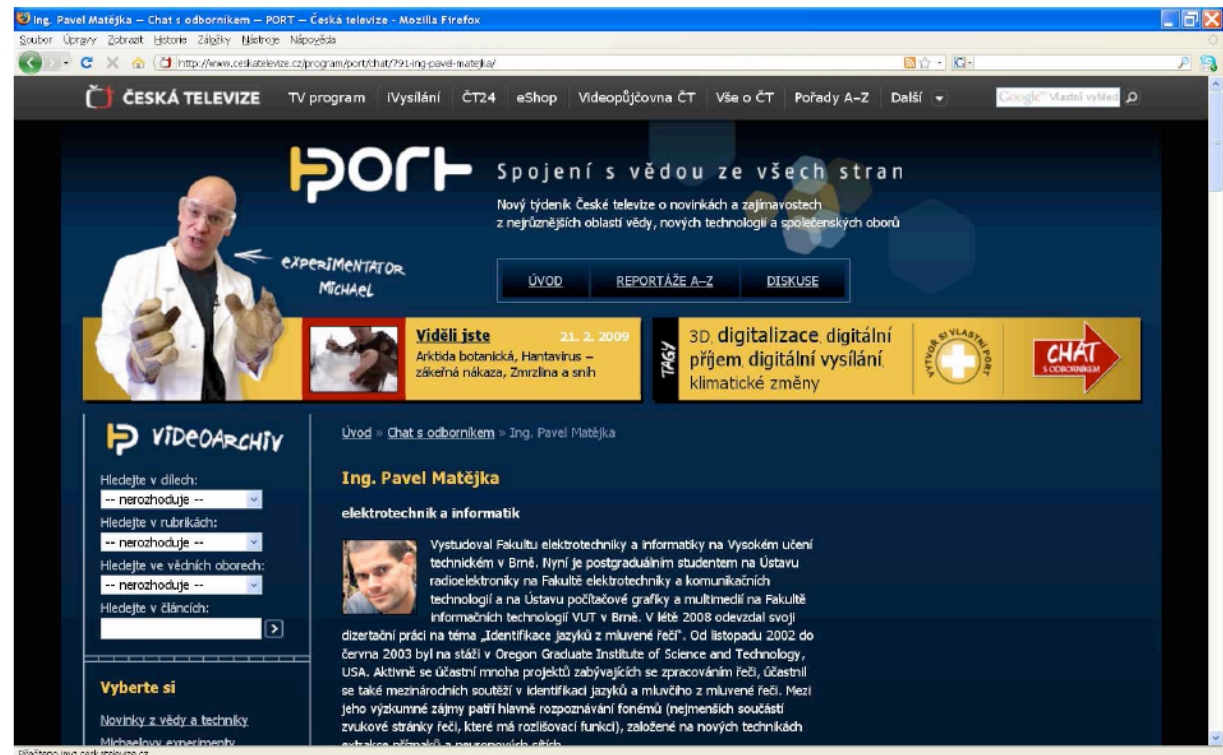 Ing. Pavel Matějka — Chat s odborníkem — PORT — Česká televize - Mozilla Firefox
Soubor Úpravy Zobrazit Historie Záložky Nástroje Nápověda
http://www.ceskatelevize.cz/program/port/chat/791-ing-pavel-matejka/
ČESKÁ TELEVIZE TV program iVysílání ČT24 eShop Videopůjčovna ČT Vše o ČT Pořady A–Z Další Google™ Vlastní vyhled
PORT Spojení s vědou ze všech stran
Nový týdeník České televize o novinkách a zajímavostech
z nejrůznějších oblastí vědy, nových technologií a společenských oborů
EXPERIMENTÁTOR
MICHAEL
ÚVOD REPORTÁŽE A–Z DISKUSE
Viděli jste 21. 2. 2009
Arktida botanická, Hantavirus –
zákeřná nákaza, Zmrzlina a sníh
TAGY
3D, digitalizace, digitální
příjem, digitální vysílání,
klimatické změny
VYTVOŘ SI VLASTNÍ PORT
CHAT
S ODBORNÍKEM
VIDEOARCHIV
Hledejte v dílech:
-- nerozhoduje --
Hledejte v rubrikách:
-- nerozhoduje --
Hledejte ve vědních oborech:
-- nerozhoduje --
Hledejte v článcích:
Vyberte si
Novinky z vědy a techniky
Michaelovy experimenty
Úvod » Chat s odborníkem » Ing. Pavel Matějka
Ing. Pavel Matějka
elektrotechnik a informatik
Vystudoval Fakultu elektrotechniky a informatiky na Vysokém učení
technickém v Brně. Nyní je postgraduálním studentem na Ústavu
radioelektroniky na Fakultě elektrotechniky a komunikačních
technologií a na Ústavu počítačové grafiky a multimedií na Fakultě
informačních technologií VUT v Brně. V létě 2008 odevzdal svoji
dizertační práci na téma „Identifikace jazyků z mluvené řeči". Od listopadu 2002 do
června 2003 byl na stáži v Oregon Graduate Institute of Science and Technology,
USA. Aktivně se účastní mnoha projektů zabývajících se zpracováním řeči, účastnil
se také mezinárodních soutěží v identifikaci jazyků a mluvčího z mluvené řeči. Mezi
jeho výzkumné zájmy patří hlavně rozpoznávání fonémů (nejmenších součástí
zvukové stránky řeči, které má rozlišovací funkci), založené na nových technikách
extrakce příznaků a neuronových sítích.